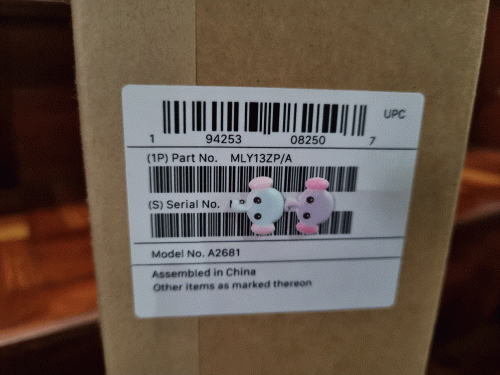 UPC
1 94253 08250 7
(1P) Part No. MLY13ZP/A
(S) Serial No.
Model No. A2681
Assembled in China
Other items as marked thereon